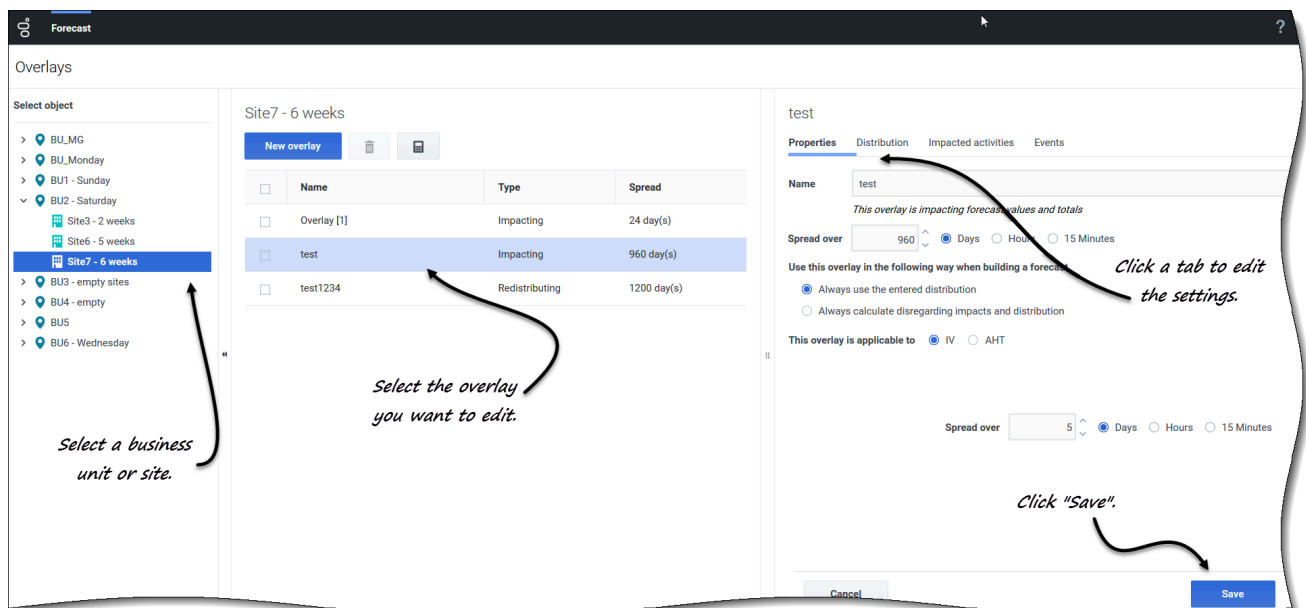 Forecast
?
Overlays
Select object
BU_MG
BU_Monday
BU1 - Sunday
BU2 - Saturday
Site3 - 2 weeks
Site6 - 5 weeks
Site7 - 6 weeks
BU3 - empty sites
BU4 - empty
BU5
BU6 - Wednesday
Select a business
unit or site.
Site7 - 6 weeks
New overlay
Name Type Spread
Overlay [1] Impacting 24 day(s)
test Impacting 960 day(s)
test1234 Redistributing 1200 day(s)
Select the overlay
you want to edit.
test
Properties Distribution Impacted activities Events
Name test
This overlay is impacting forecast values and totals
Spread over 960 Days Hours 15 Minutes
Use this overlay in the following way when building a forecast
Always use the entered distribution
Always calculate disregarding impacts and distribution
This overlay is applicable to IV AHT
Click a tab to edit
the settings.
Spread over 5 Days Hours 15 Minutes
Click "Save".
Cancel Save